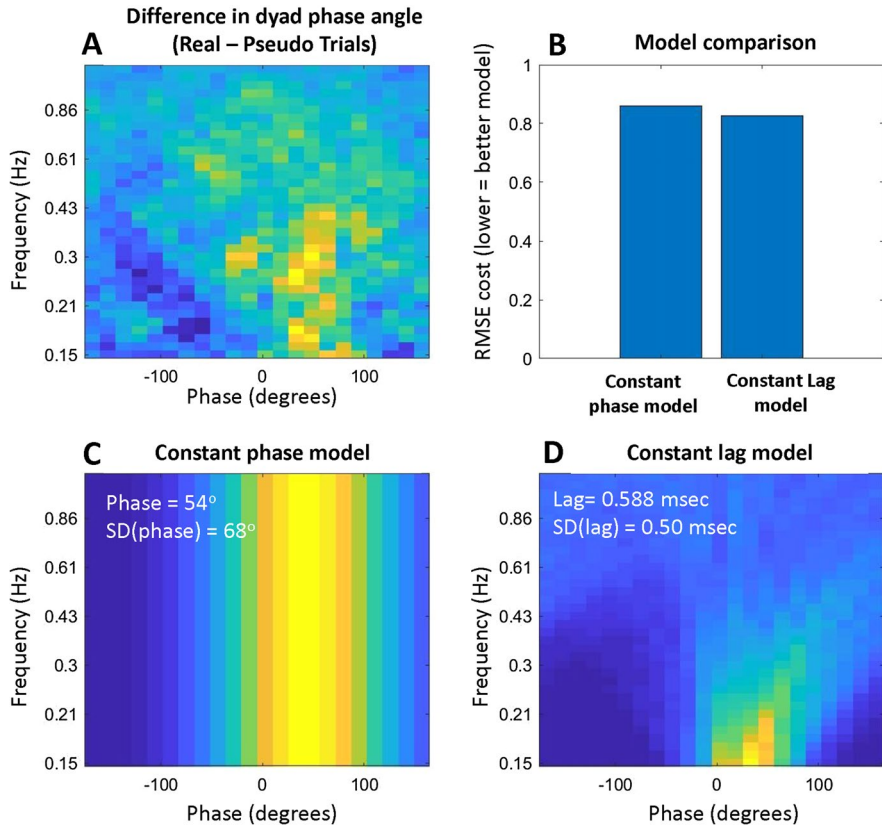 A
Difference in dyad phase angle
(Real – Pseudo Trials)
Frequency (Hz)
0.86
0.61
0.43
0.3
0.21
0.15
-100
0
100
Phase (degrees)
B
Model comparison
RMSE cost (lower = better model)
1
0.8
0.6
0.4
0.2
0
Constant
phase model
Constant Lag
model
C
Constant phase model
Phase = 54°
SD(phase) = 68°
Frequency (Hz)
0.86
0.61
0.43
0.3
0.21
0.15
-100
0
100
Phase (degrees)
D
Constant lag model
Lag= 0.588 msec
SD(lag) = 0.50 msec
Frequency (Hz)
0.86
0.61
0.43
0.3
0.21
0.15
-100
0
100
Phase (degrees)